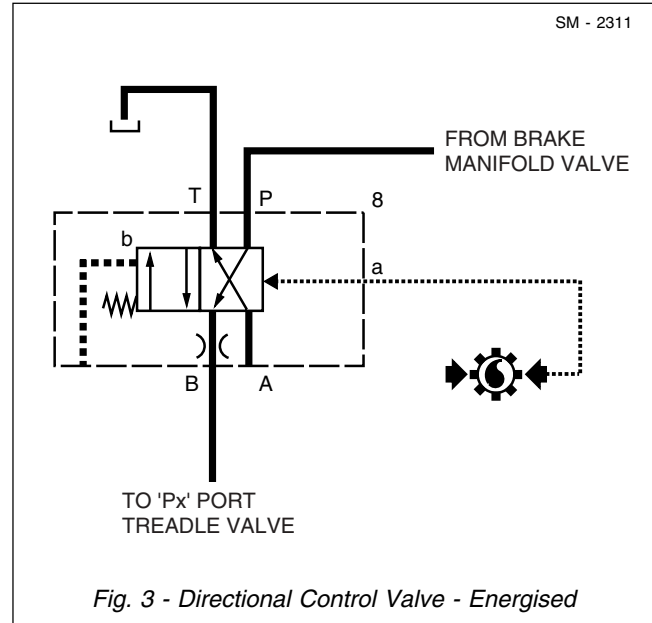 SM - 2311
FROM BRAKE
MANIFOLD VALVE
T P 8
b
a
B A
TO 'Px' PORT
TREADLE VALVE
Fig. 3 - Directional Control Valve - Energised